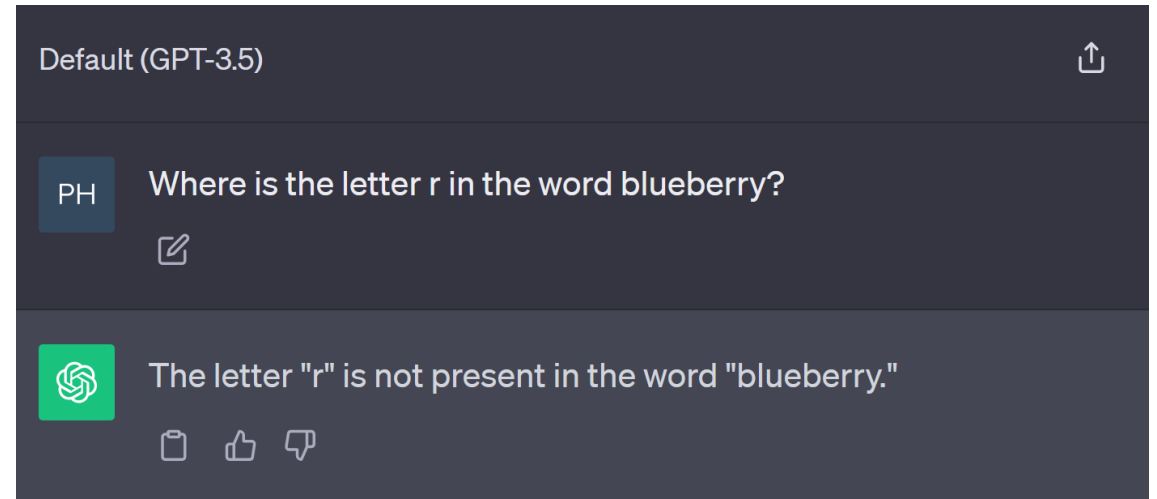 Default (GPT-3.5)
PH
Where is the letter r in the word blueberry?
The letter "r" is not present in the word "blueberry."